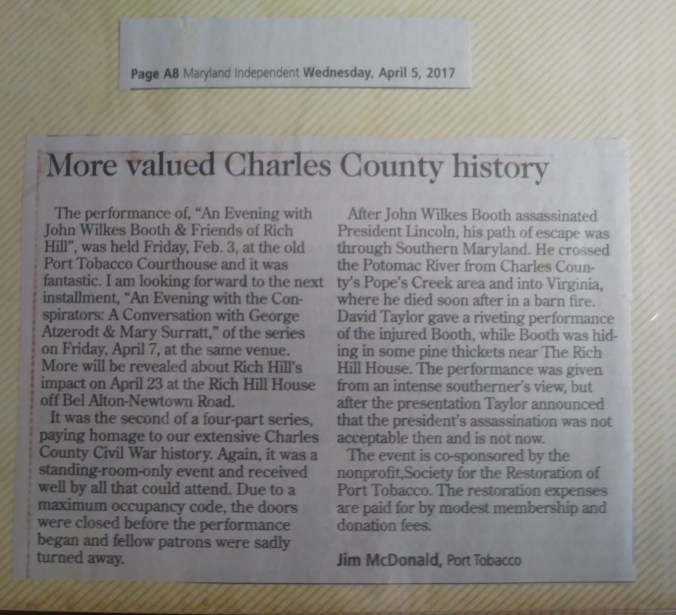 Page A8 Maryland Independent Wednesday, April 5, 2017
More valued Charles County history
The performance of, “An Evening with
John Wilkes Booth & Friends of Rich
Hill”, was held Friday, Feb. 3, at the old
Port Tobacco Courthouse and it was
fantastic. I am looking forward to the next
installment, “An Evening with the Con-
spirators: A Conversation with George
Atzerodt & Mary Surratt,” of the series
on Friday, April 7, at the same venue.
More will be revealed about Rich Hill’s
impact on April 23 at the Rich Hill House
off Bel Alton-Newtown Road.
It was the second of a four-part series,
paying homage to our extensive Charles
County Civil War history. Again, it was a
standing-room-only event and received
well by all that could attend. Due to a
maximum occupancy code, the doors
were closed before the performance
began and fellow patrons were sadly
turned away.
After John Wilkes Booth assassinated
President Lincoln, his path of escape was
through Southern Maryland. He crossed
the Potomac River from Charles Coun-
ty’s Pope’s Creek area and into Virginia,
where he died soon after in a barn fire.
David Taylor gave a riveting performance
of the injured Booth, while Booth was hid-
ing in some pine thickets near The Rich
Hill House. The performance was given
from an intense southerner’s view, but
after the presentation Taylor announced
that the president’s assassination was not
acceptable then and is not now.
The event is co-sponsored by the
nonprofit,Society for the Restoration of
Port Tobacco. The restoration expenses
are paid for by modest membership and
donation fees.
Jim McDonald, Port Tobacco